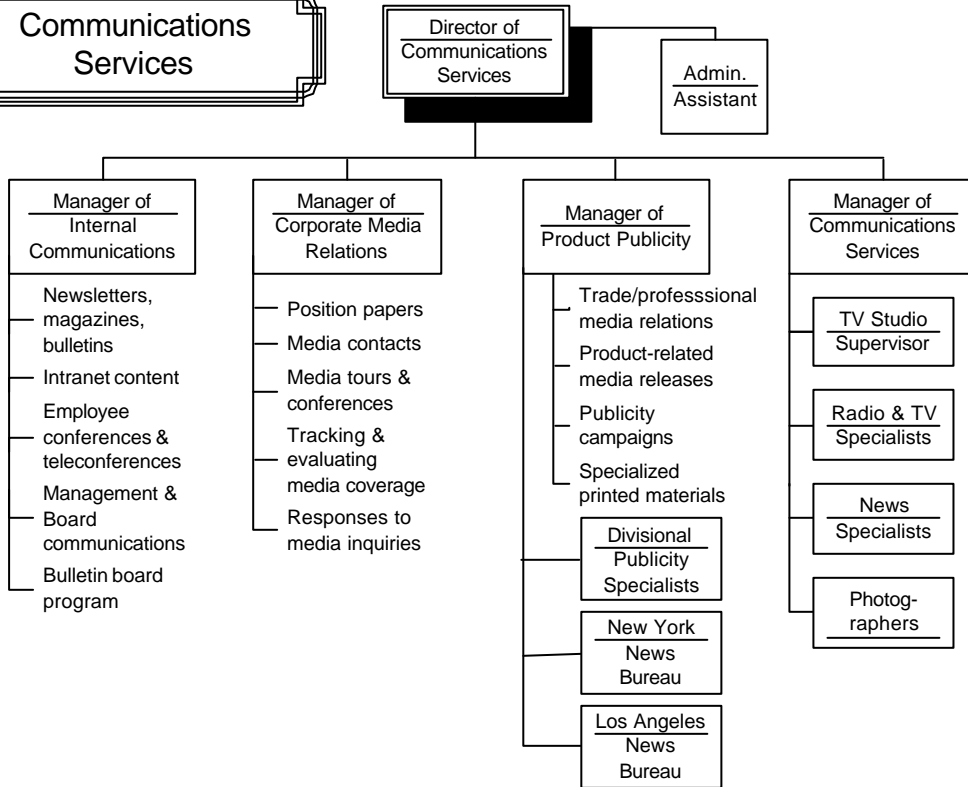 Communications
Services
Director of
Communications
Services
Admin.
Assistant
Manager of
Internal
Communications
Newsletters,
magazines,
bulletins
Intranet content
Employee
conferences &
teleconferences
Management &
Board
communications
Bulletin board
program
Manager of
Corporate Media
Relations
Position papers
Media contacts
Media tours &
conferences
Tracking &
evaluating
media coverage
Responses to
media inquiries
Manager of
Product Publicity
Trade/professsional
media relations
Product-related
media releases
Publicity
campaigns
Specialized
printed materials
Divisional
Publicity
Specialists
New York
News
Bureau
Los Angeles
News
Bureau
Manager of
Communications
Services
TV Studio
Supervisor
Radio & TV
Specialists
News
Specialists
Photog-
raphers